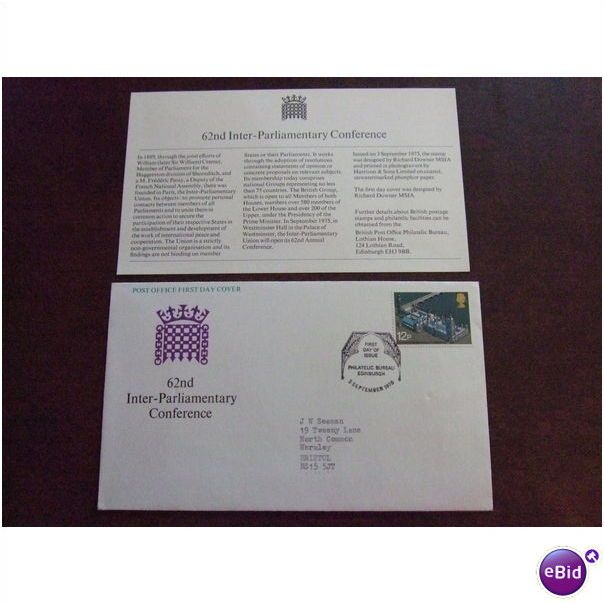 62nd Inter-Parliamentary Conference
In 1889, through the joint efforts of
William (later Sir William) Cremer,
Member of Parliament for the
Haggerston division of Shoreditch, and
a M. Frédéric Passy, a Deputy of the
French National Assembly, there was
founded in Paris, the Inter-Parliamentary
Union. Its objects: to promote personal
contacts between members of all
Parliaments and to unite them in
common action to secure the
participation of their respective States in
the establishment and development of
the work of international peace and
cooperation. The Union is a strictly
non-governmental organisation and its
findings are not binding on member
States or their Parliaments. It works
through the adoption of resolutions
containing statements of opinion or
concrete proposals on relevant subjects.
Its membership today comprises
national Groups representing no less
than 75 countries. The British Group,
which is open to all Members of both
Houses, numbers over 580 members of
the Lower House and over 200 of the
Upper, under the Presidency of the
Prime Minister. In September 1975, in
Westminster Hall in the Palace of
Westminster, the Inter-Parliamentary
Union will open its 62nd Annual
Conference.
Issued on 3 September 1975, the stamp
was designed by Richard Downer MSIA
and printed in photogravure by
Harrison & Sons Limited on coated,
unwatermarked phosphor paper.
The first day cover was designed by
Richard Downer MSIA
Further details about British postage
stamps and philatelic facilities can be
obtained from the
British Post Office Philatelic Bureau,
Lothian House,
124 Lothian Road,
Edinburgh EH3 9BB.
POST OFFICE FIRST DAY COVER
62nd
Inter-Parliamentary
Conference
FIRST
DAY OF
ISSUE
PHILATELIC BUREAU
EDINBURGH
3 SEPTEMBER 1975
12P
J W Zeeman
19 Tweeny Lane
North Common
Warmley
BRISTOL
BS15 5JT
eBid